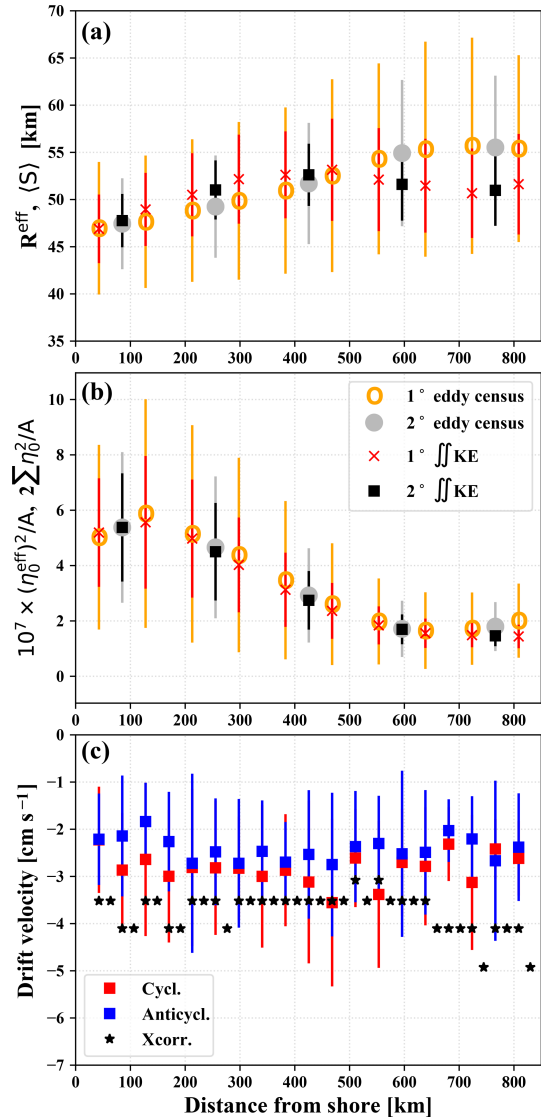 (a)
70
65
60
55
50
45
40
35
R^eff, ⟨S⟩ [km]
0 100 200 300 400 500 600 700 800
(b)
10
8
6
4
2
0
10^7 × (η_0^eff)^2/A, 2∑η_0^2/A
1° eddy census
2° eddy census
1° ∬KE
2° ∬KE
0 100 200 300 400 500 600 700 800
(c)
0
−1
−2
−3
−4
−5
−6
−7
Drift velocity [cm s⁻¹]
Cycl.
Anticycl.
Xcorr.
0 100 200 300 400 500 600 700 800
Distance from shore [km]